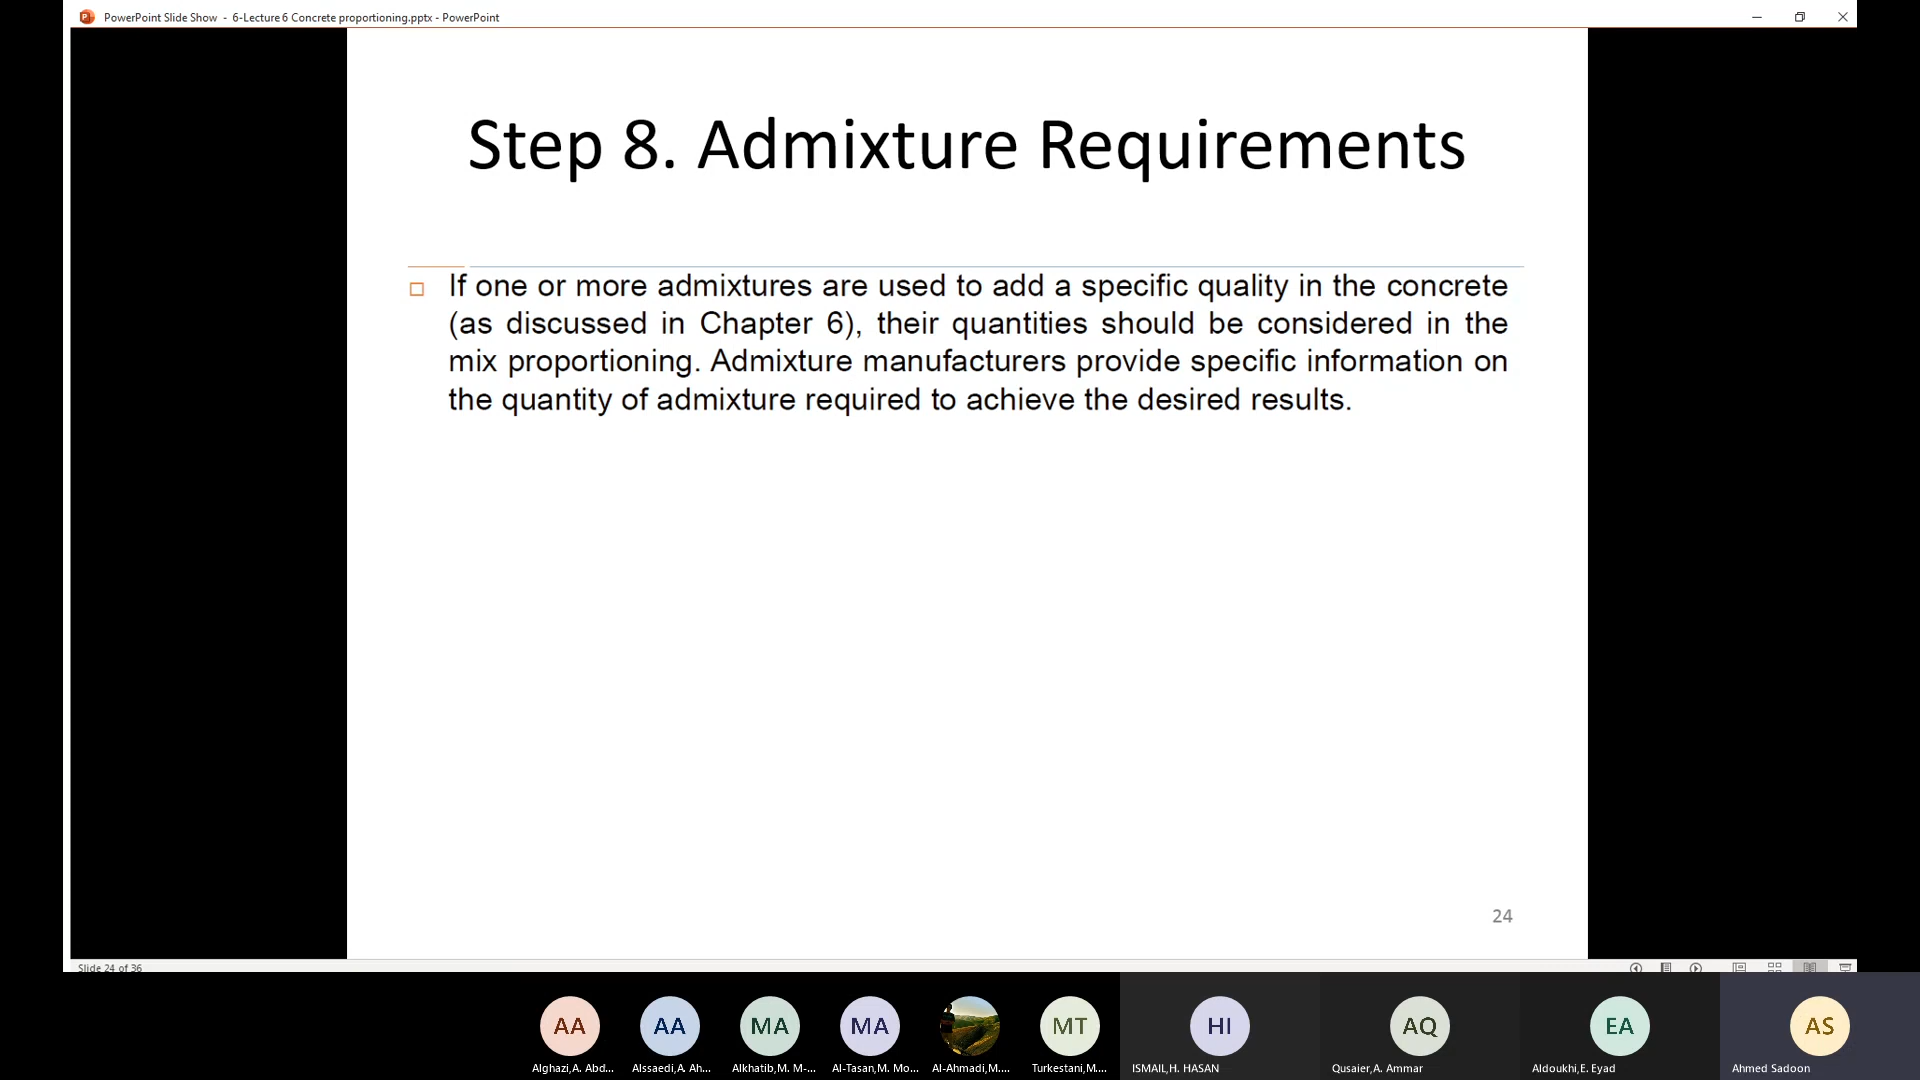 PowerPoint Slide Show - 6-Lecture 6 Concrete proportioning.pptx - PowerPoint
Step 8. Admixture Requirements
If one or more admixtures are used to add a specific quality in the concrete
(as discussed in Chapter 6), their quantities should be considered in the
mix proportioning. Admixture manufacturers provide specific information on
the quantity of admixture required to achieve the desired results.
24
Slide 24 of 36
AA AA MA MA MT HI AQ EA AS
Alghazi,A. Abd... Alssaedi,A. Ah... Alkhatib,M. M-... Al-Tasan,M. Mo... Al-Ahmadi,M.... Turkestani,M.... ISMAIL,H. HASAN Qusaier,A. Ammar Aldoukhi,E. Eyad Ahmed Sadoon